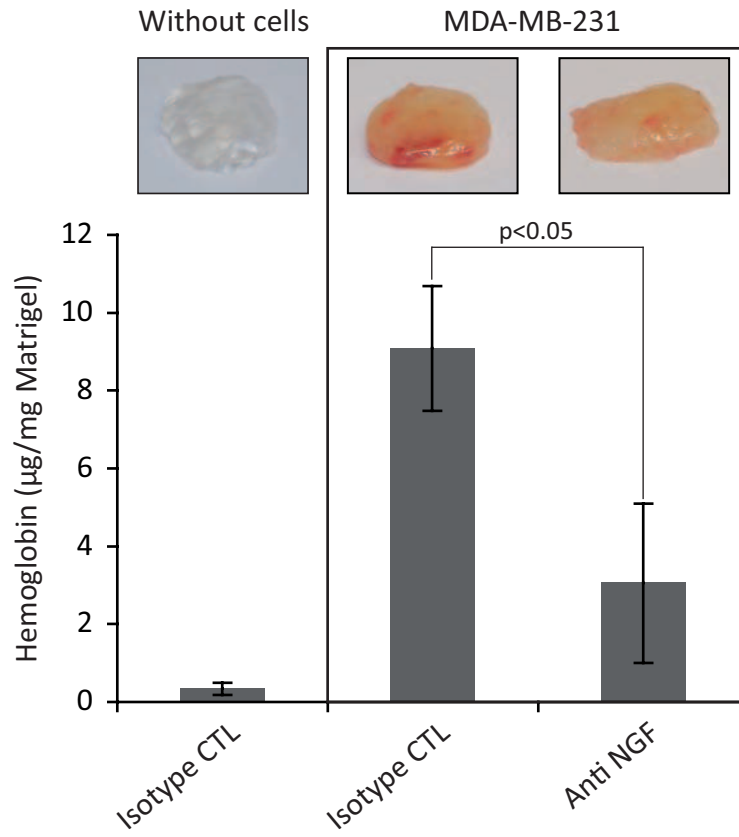 Without cells
MDA-MB-231
p<0.05
Hemoglobin (µg/mg Matrigel)
12
10
8
6
4
2
0
Isotype CTL
Isotype CTL
Anti NGF